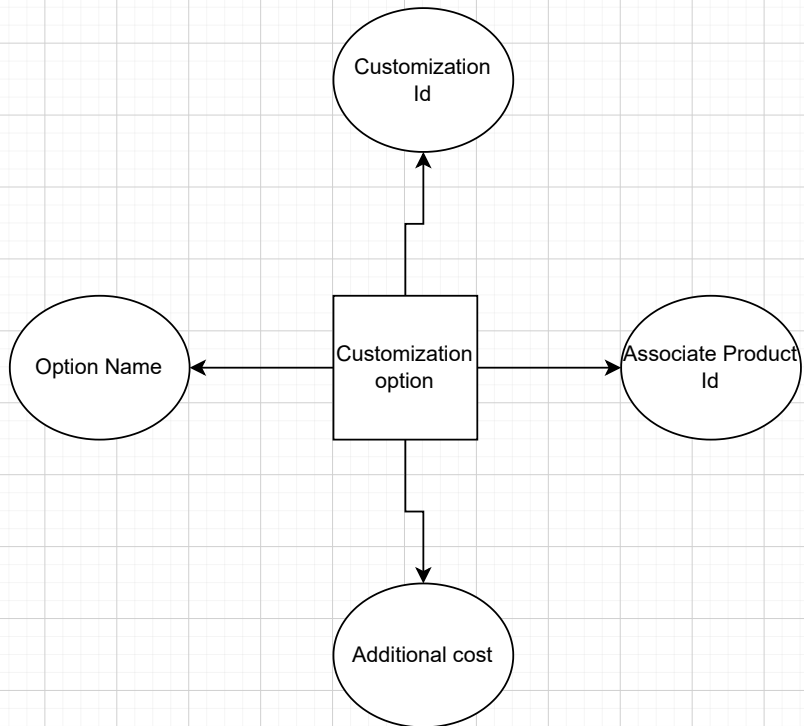 Customization
Id
Option Name
Customization
option
Associate Product
Id
Additional cost